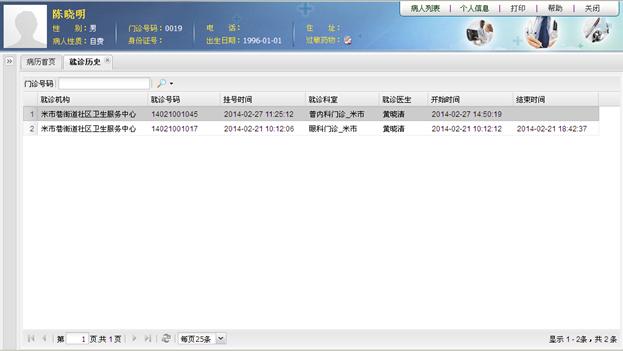 病人列表 | 个人信息 | 打印 | 帮助 | 关闭
陈晓明
性 别：男 门诊号码：0019 电 话： 住 址：
病人性质：自费 身份证号： 出生日期：1996-01-01 过敏药物：
病历首页 就诊历史
门诊号码
就诊机构 就诊号码 挂号时间 就诊科室 就诊医生 开始时间 结束时间
1 米市巷街道社区卫生服务中心 14021001045 2014-02-27 11:25:12 普内科门诊_米市 黄晓清 2014-02-27 14:50:19
2 米市巷街道社区卫生服务中心 14021001017 2014-02-21 10:12:06 眼科门诊_米市 黄晓清 2014-02-21 10:12:12 2014-02-21 18:42:37
第 1 页,共 1 页 每页25条 显示 1 - 2条，共 2 条